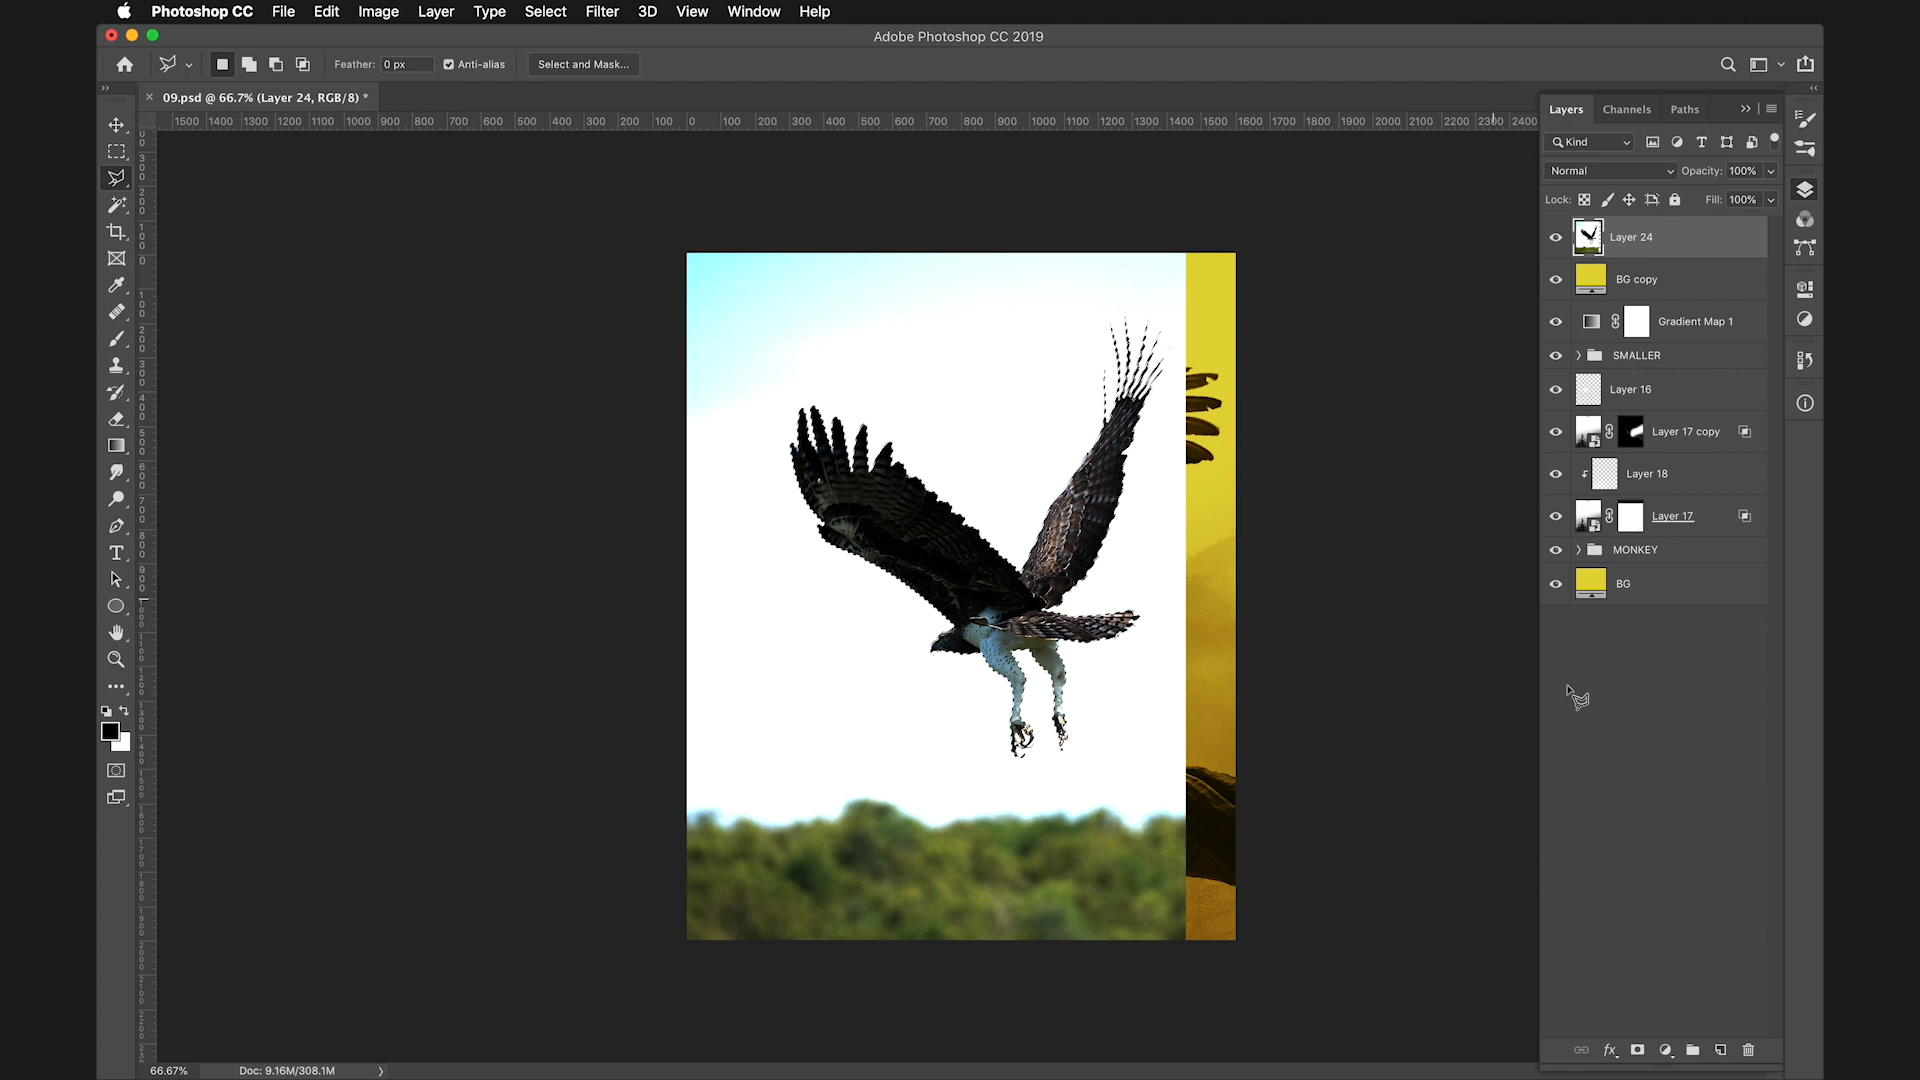 Photoshop CC File Edit Image Layer Type Select Filter 3D View Window Help
Adobe Photoshop CC 2019
Feather: 0 px Anti-alias Select and Mask...
09.psd @ 66.7% (Layer 24, RGB/8) *
1500 1400 1300 1200 1100 1000 900 800 700 600 500 400 300 200 100 0 100 200 300 400 500 600 700 800 900 1000 1100 1200 1300 1400 1500 1600 1700 1800 1900 2000 2100 2200 2300 2400
Layers Channels Paths
Kind
Normal Opacity: 100%
Lock: Fill: 100%
Layer 24
BG copy
Gradient Map 1
SMALLER
Layer 16
Layer 17 copy
Layer 18
Layer 17
MONKEY
BG
66.67% Doc: 9.16M/308.1M